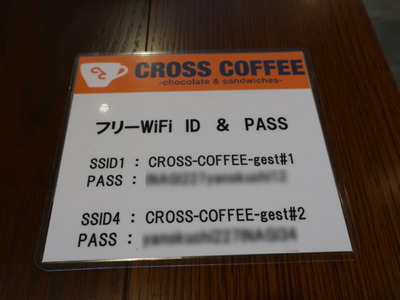 CROSS COFFEE
-chocolate & sandwiches-
フリーWiFi ID & PASS
SSID1 : CROSS-COFFEE-gest#1
PASS :
SSID4 : CROSS-COFFEE-gest#2
PASS :